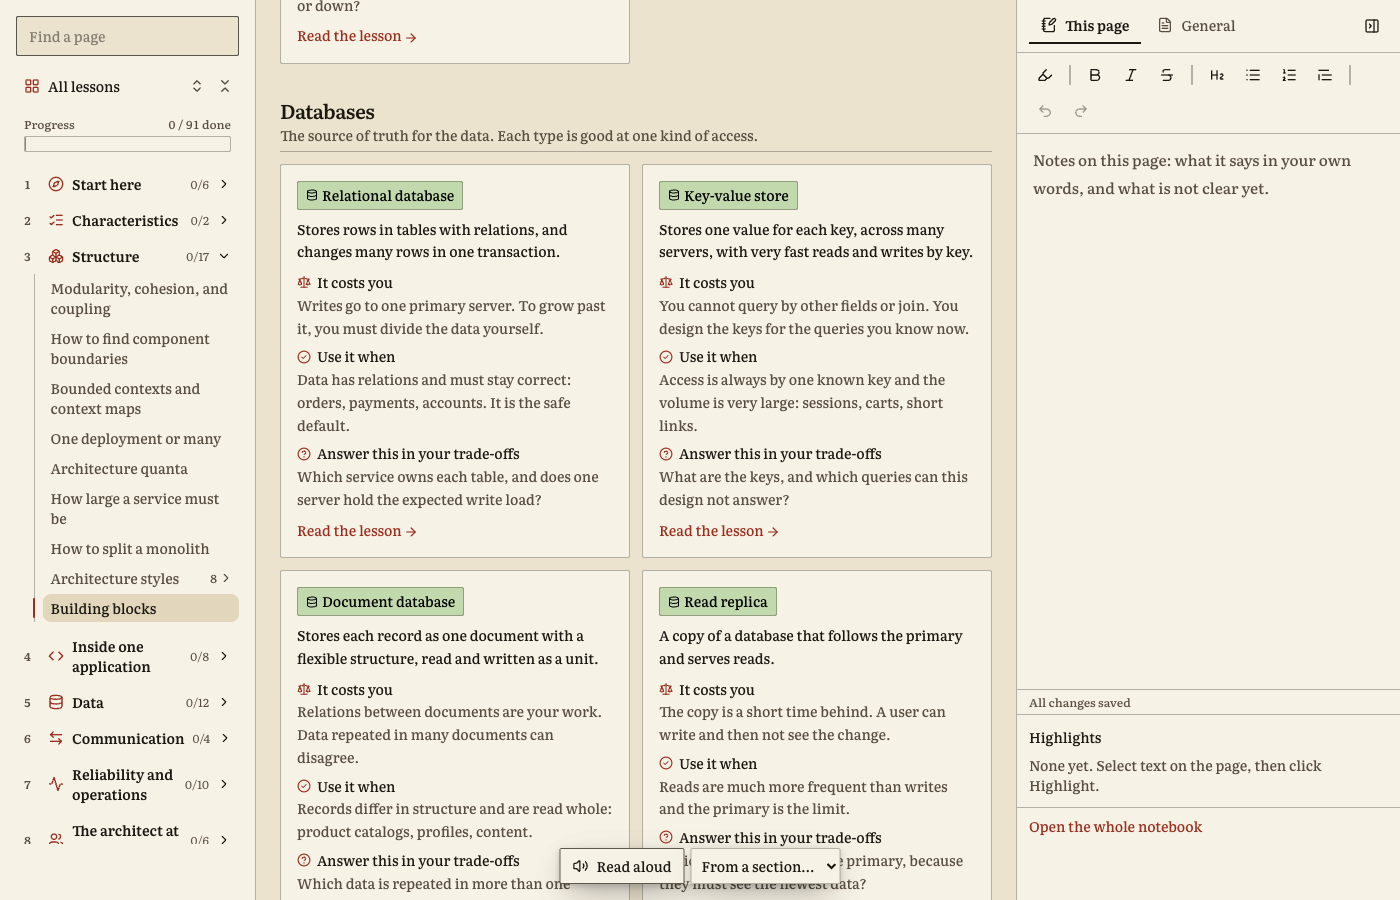 Find a page
All lessons
Progress
0 / 91 done
1 Start here 0/6
2 Characteristics 0/2
3 Structure 0/17
Modularity, cohesion, and
coupling
How to find component
boundaries
Bounded contexts and
context maps
One deployment or many
Architecture quanta
How large a service must
be
How to split a monolith
Architecture styles 8
Building blocks
4 Inside one
application 0/8
5 Data 0/12
6 Communication 0/4
7 Reliability and
operations 0/10
8 The architect at 0/6
or down?
Read the lesson →
Databases
The source of truth for the data. Each type is good at one kind of access.
Relational database
Stores rows in tables with relations, and
changes many rows in one transaction.
It costs you
Writes go to one primary server. To grow past
it, you must divide the data yourself.
Use it when
Data has relations and must stay correct:
orders, payments, accounts. It is the safe
default.
Answer this in your trade-offs
Which service owns each table, and does one
server hold the expected write load?
Read the lesson →
Key-value store
Stores one value for each key, across many
servers, with very fast reads and writes by key.
It costs you
You cannot query by other fields or join. You
design the keys for the queries you know now.
Use it when
Access is always by one known key and the
volume is very large: sessions, carts, short
links.
Answer this in your trade-offs
What are the keys, and which queries can this
design not answer?
Read the lesson →
Document database
Stores each record as one document with a
flexible structure, read and written as a unit.
It costs you
Relations between documents are your work.
Data repeated in many documents can
disagree.
Use it when
Records differ in structure and are read whole:
product catalogs, profiles, content.
Answer this in your trade-offs
Which data is repeated in more than one
Read replica
A copy of a database that follows the primary
and serves reads.
It costs you
The copy is a short time behind. A user can
write and then not see the change.
Use it when
Reads are much more frequent than writes
and the primary is the limit.
Answer this in your trade-offs
primary, because
they must see the newest data?
Read aloud
From a section...
This page
General
H2
Notes on this page: what it says in your own
words, and what is not clear yet.
All changes saved
Highlights
None yet. Select text on the page, then click
Highlight.
Open the whole notebook